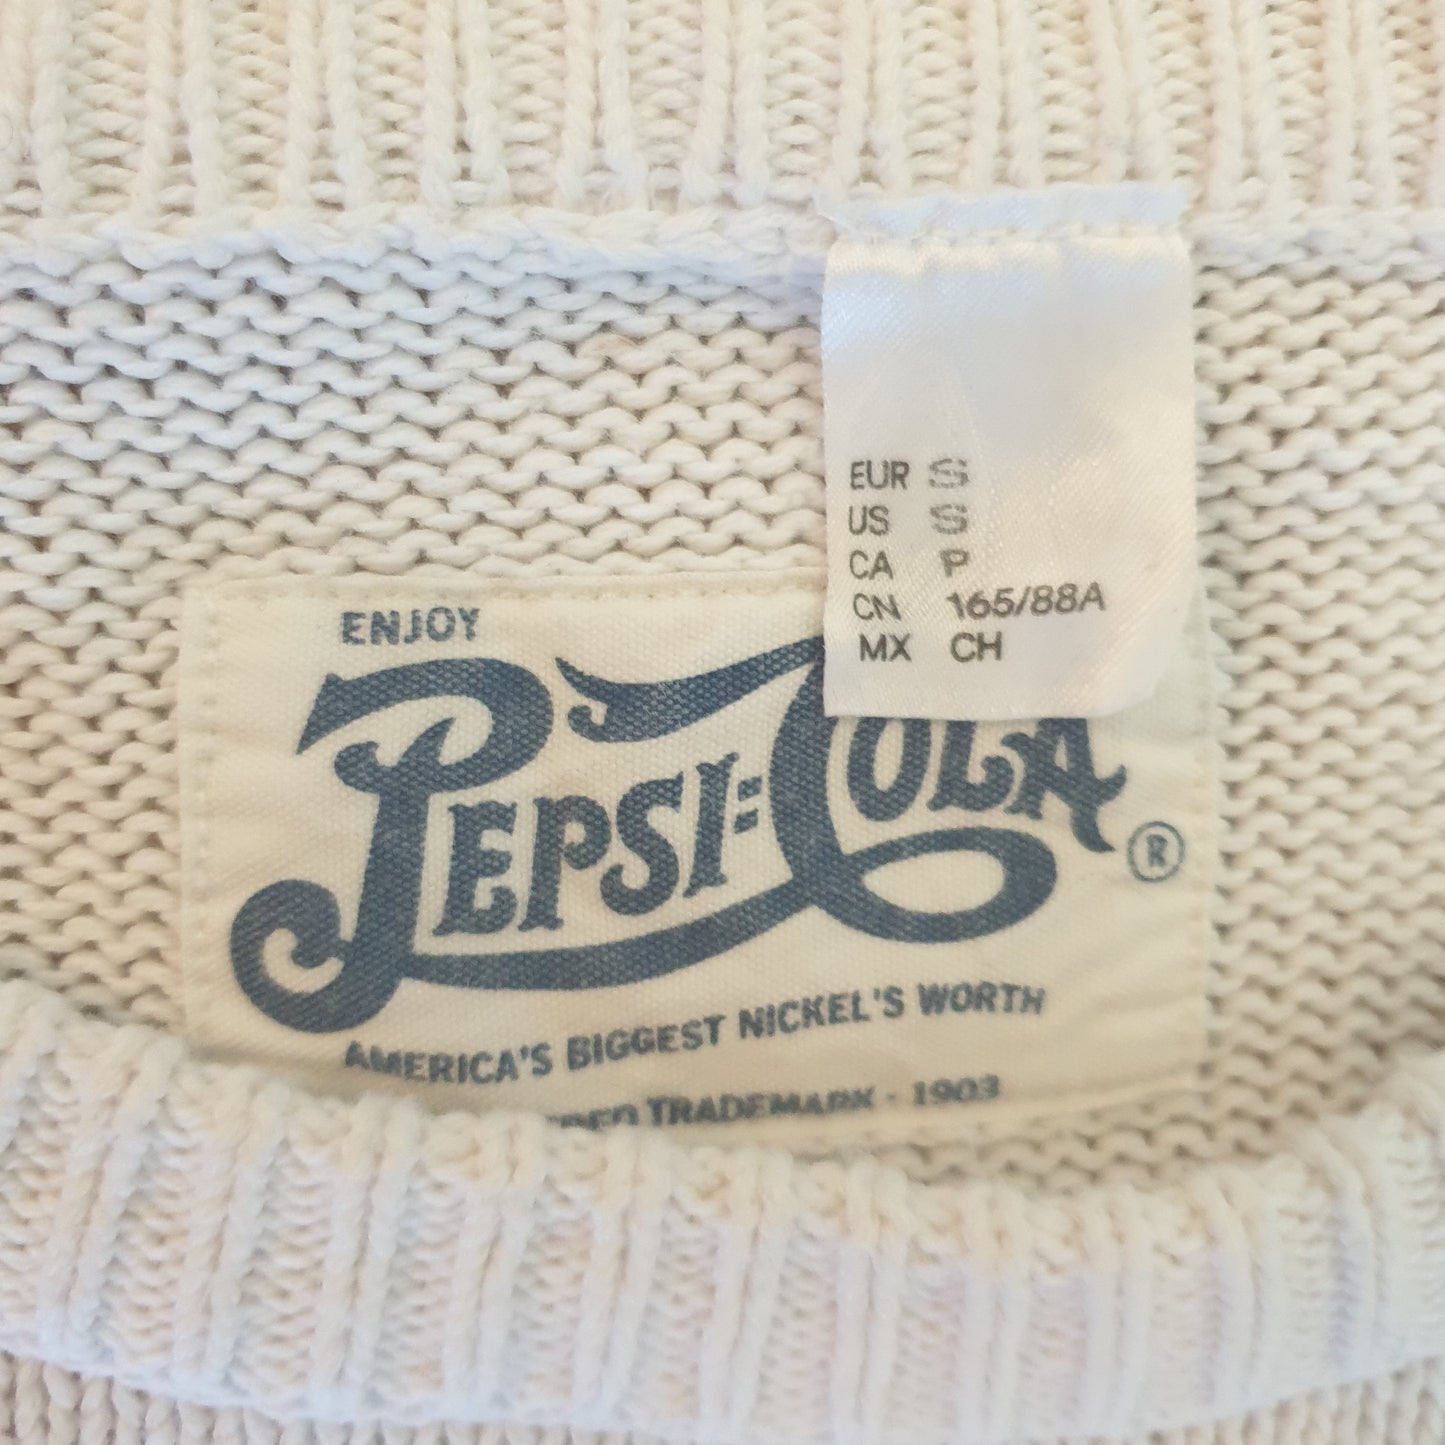 EUR S
US S
CA P
CN 165/88A
MX CH
ENJOY
PEPSI=COLA ®
AMERICA'S BIGGEST NICKEL'S WORTH
TRADEMARK · 1903